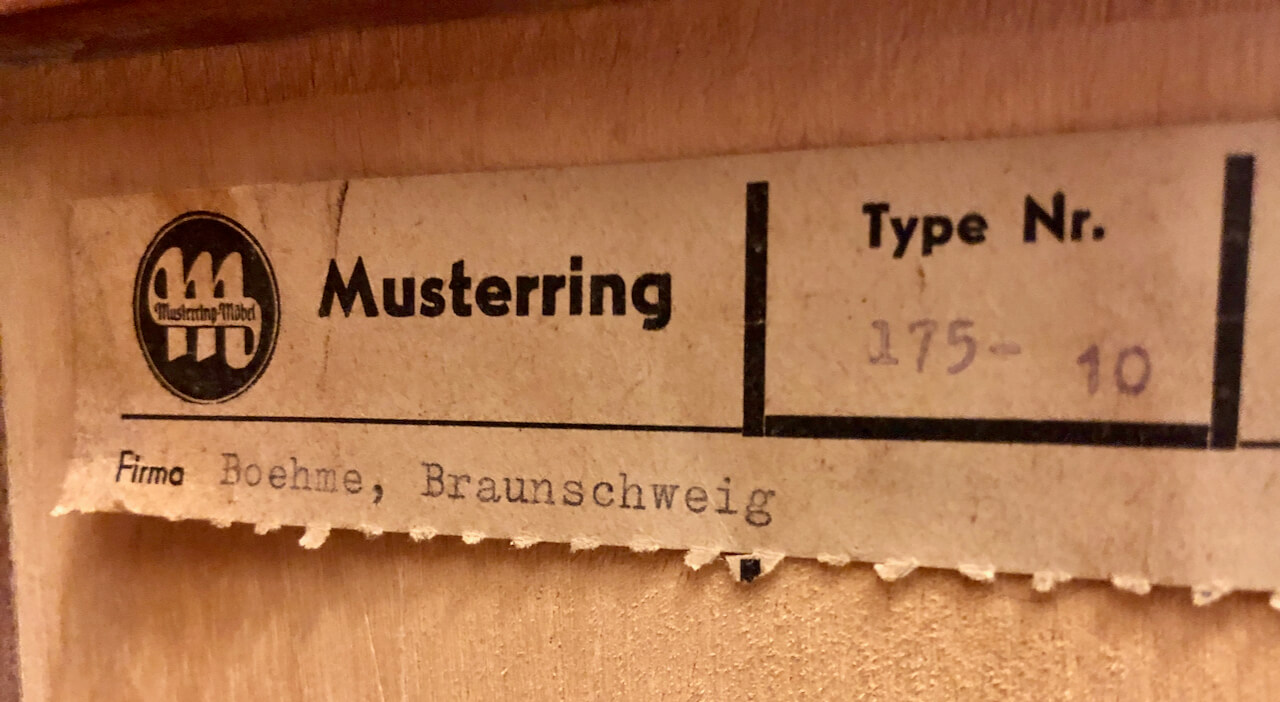 Musterring-Möbel
Musterring
Type Nr.
175- 10
Firma Boehme, Braunschweig